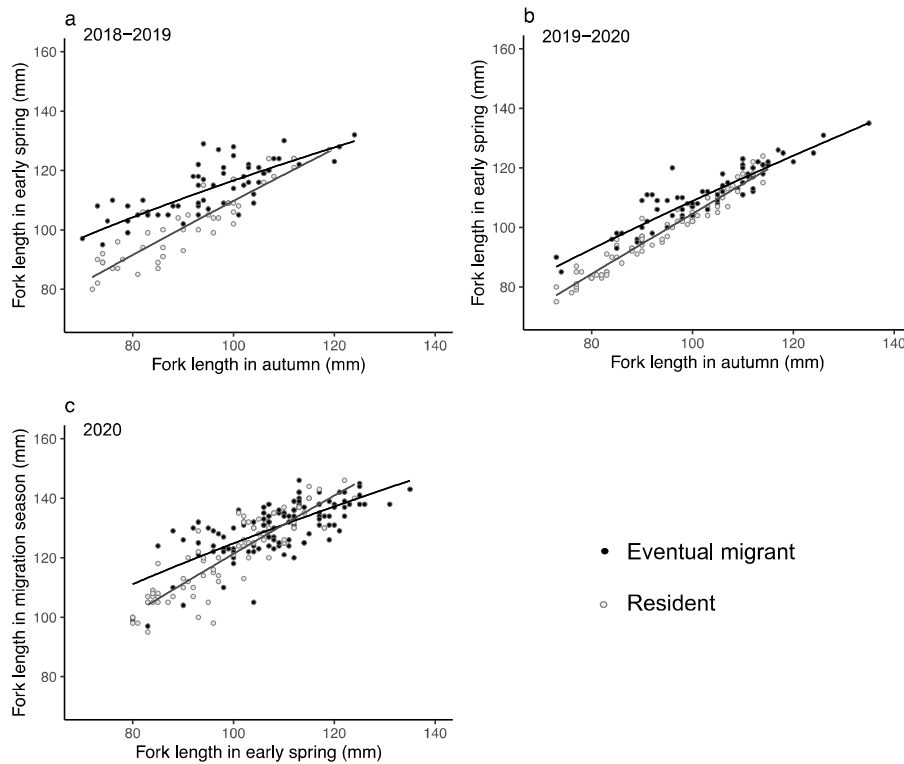 a
2018−2019
160
140
120
100
80
Fork length in early spring (mm)
80
100
120
140
Fork length in autumn (mm)
b
2019−2020
160
140
120
100
80
Fork length in early spring (mm)
80
100
120
140
Fork length in autumn (mm)
c
2020
160
140
120
100
80
Fork length in migration season (mm)
80
100
120
140
Fork length in early spring (mm)
Eventual migrant
Resident